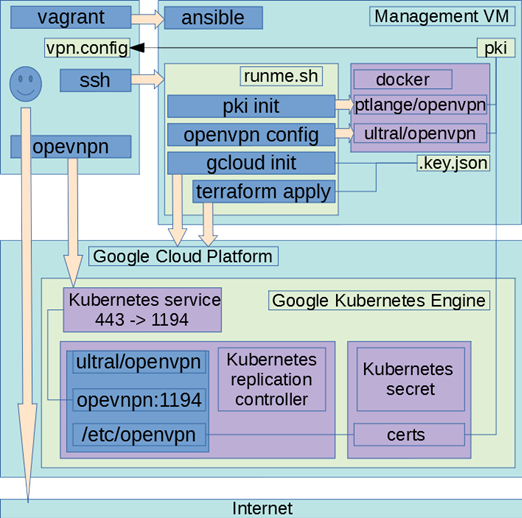 vagrant
ansible
Management VM
vpn.config
pki
ssh
runme.sh
docker
pki init
ptlange/openvpn
openvpn config
ultral/openvpn
opevnpn
gcloud init
.key.json
terraform apply
Google Cloud Platform
Kubernetes service
443 -> 1194
Google Kubernetes Engine
ultral/openvpn
Kubernetes
replication
controller
Kubernetes
secret
opevnpn:1194
/etc/openvpn
certs
Internet